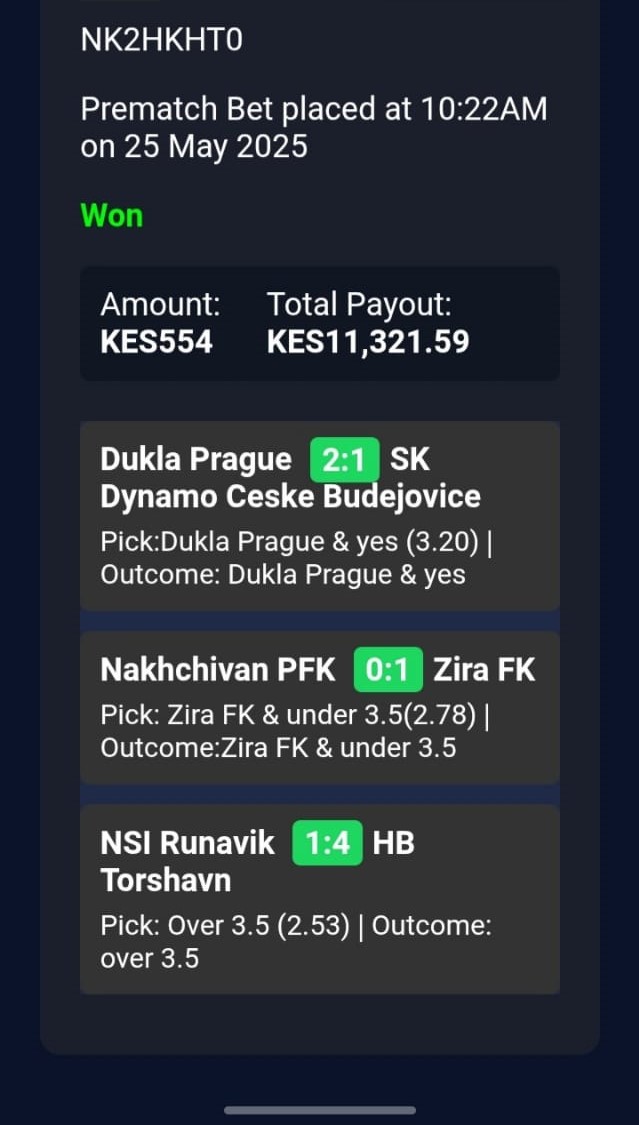 NK2HKHT0
Prematch Bet placed at 10:22AM
on 25 May 2025
Won
Amount: Total Payout:
KES554 KES11,321.59
Dukla Prague 2:1 SK
Dynamo Ceske Budejovice
Pick:Dukla Prague & yes (3.20) |
Outcome: Dukla Prague & yes
Nakhchivan PFK 0:1 Zira FK
Pick: Zira FK & under 3.5(2.78) |
Outcome:Zira FK & under 3.5
NSI Runavik 1:4 HB
Torshavn
Pick: Over 3.5 (2.53) | Outcome:
over 3.5